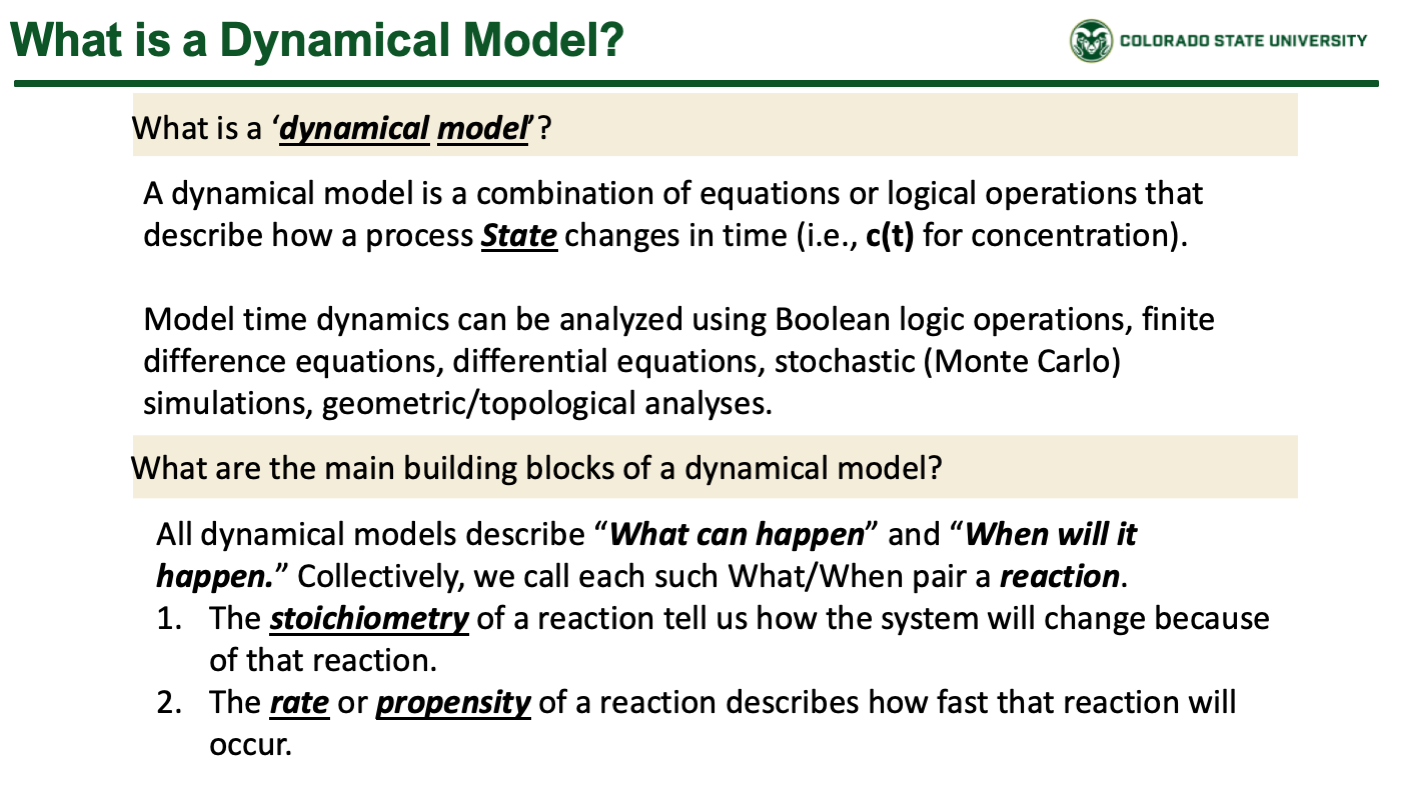 What is a Dynamical Model?
COLORADO STATE UNIVERSITY
What is a ‘dynamical model’?
A dynamical model is a combination of equations or logical operations that
describe how a process State changes in time (i.e., c(t) for concentration).
Model time dynamics can be analyzed using Boolean logic operations, finite
difference equations, differential equations, stochastic (Monte Carlo)
simulations, geometric/topological analyses.
What are the main building blocks of a dynamical model?
All dynamical models describe “What can happen” and “When will it
happen.” Collectively, we call each such What/When pair a reaction.
1. The stoichiometry of a reaction tell us how the system will change because
of that reaction.
2. The rate or propensity of a reaction describes how fast that reaction will
occur.